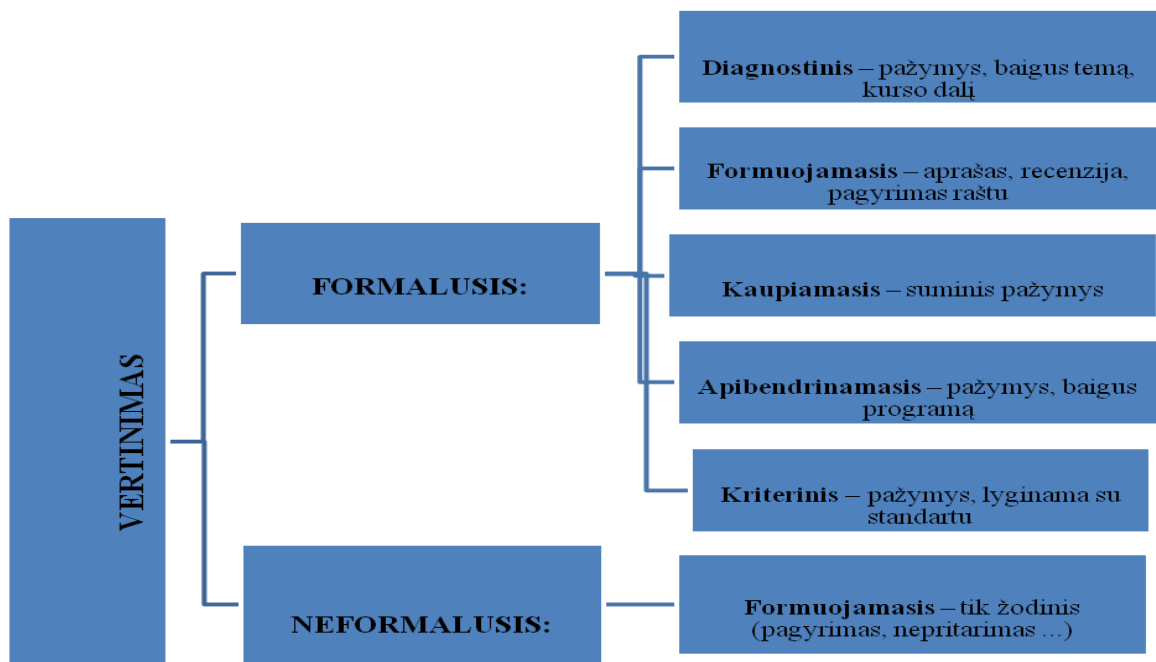 VERTINIMAS
FORMALUSIS:
Diagnostinis – pažymys, baigus temą,
kurso dalį
Formuojamasis – aprašas, recenzija,
pagyrimas raštu
Kaupiamasis – suminis pažymys
Apibendrinamasis – pažymys, baigus
programą
Kriterinis – pažymys, lyginama su
standartu
NEFORMALUSIS:
Formuojamasis – tik žodinis
(pagyrimas, nepritarimas ...)